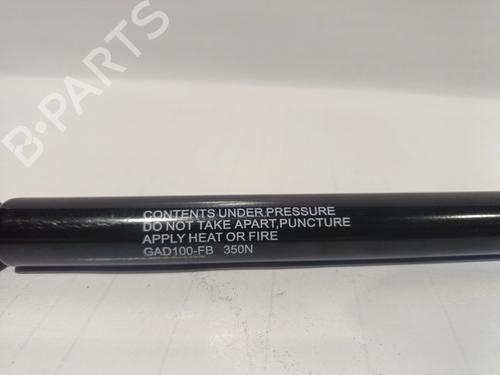 B-PARTS
CONTENTS UNDER PRESSURE
DO NOT TAKE APART,PUNCTURE
APPLY HEAT OR FIRE
GAD100-FB 350N